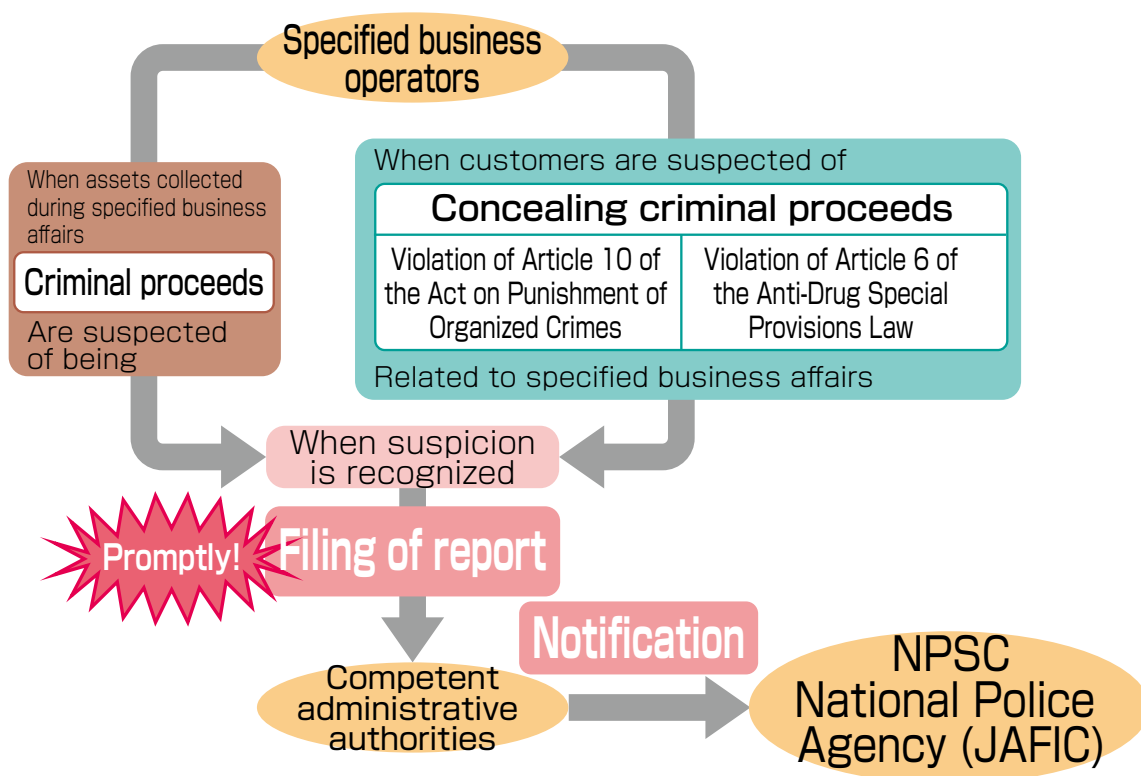 Specified business
operators
When assets collected
during specified business
affairs
Criminal proceeds
Are suspected
of being
When customers are suspected of
Concealing criminal proceeds
Violation of Article 10 of
the Act on Punishment of
Organized Crimes
Violation of Article 6 of
the Anti-Drug Special
Provisions Law
Related to specified business affairs
When suspicion
is recognized
Promptly!
Filing of report
Notification
Competent
administrative
authorities
NPSC
National Police
Agency (JAFIC)